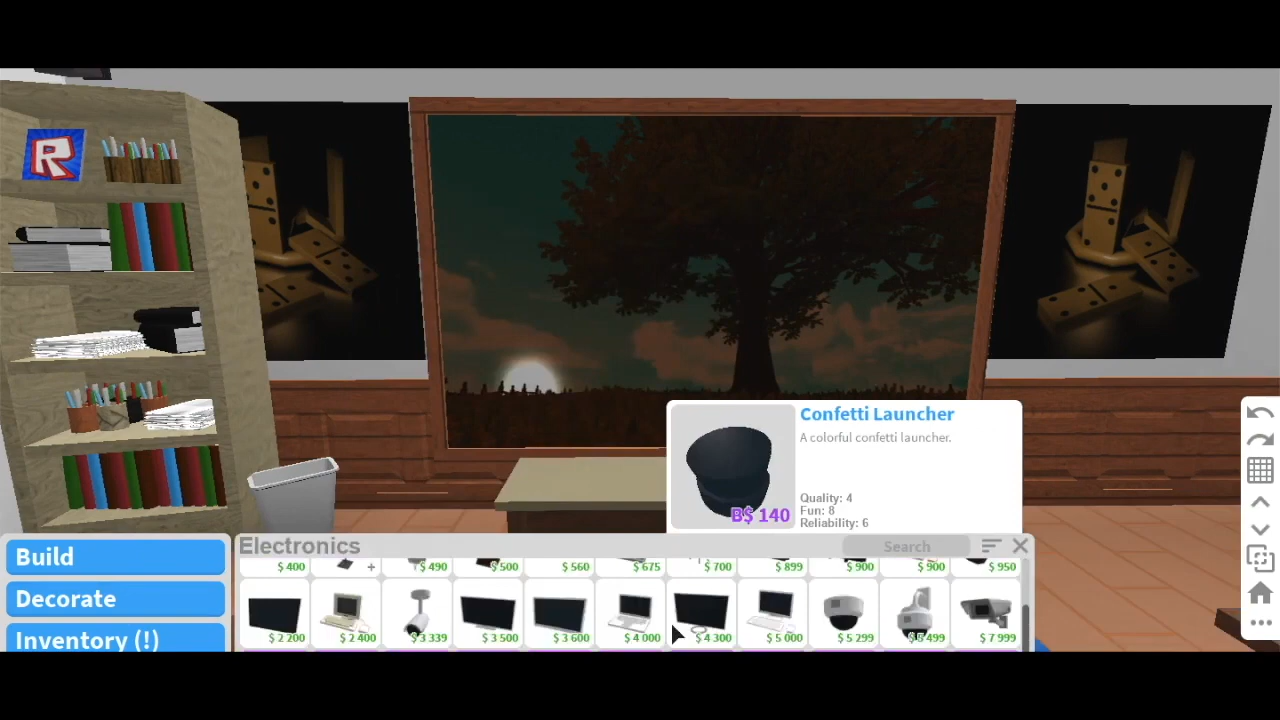 R
Confetti Launcher
A colorful confetti launcher.
Quality: 4
Fun: 8
Reliability: 6
B$ 140
Build
Decorate
Inventory (!)
Electronics
Search
$ 400
+
$ 490
$ 500
$ 560
$ 675
$ 700
$ 899
$ 900
$ 900
$ 950
$ 2 200
$ 2 400
$ 3 339
$ 3 500
$ 3 600
$ 4 000
$ 4 300
$ 5 000
$ 5 299
$ 5 499
$ 7 999